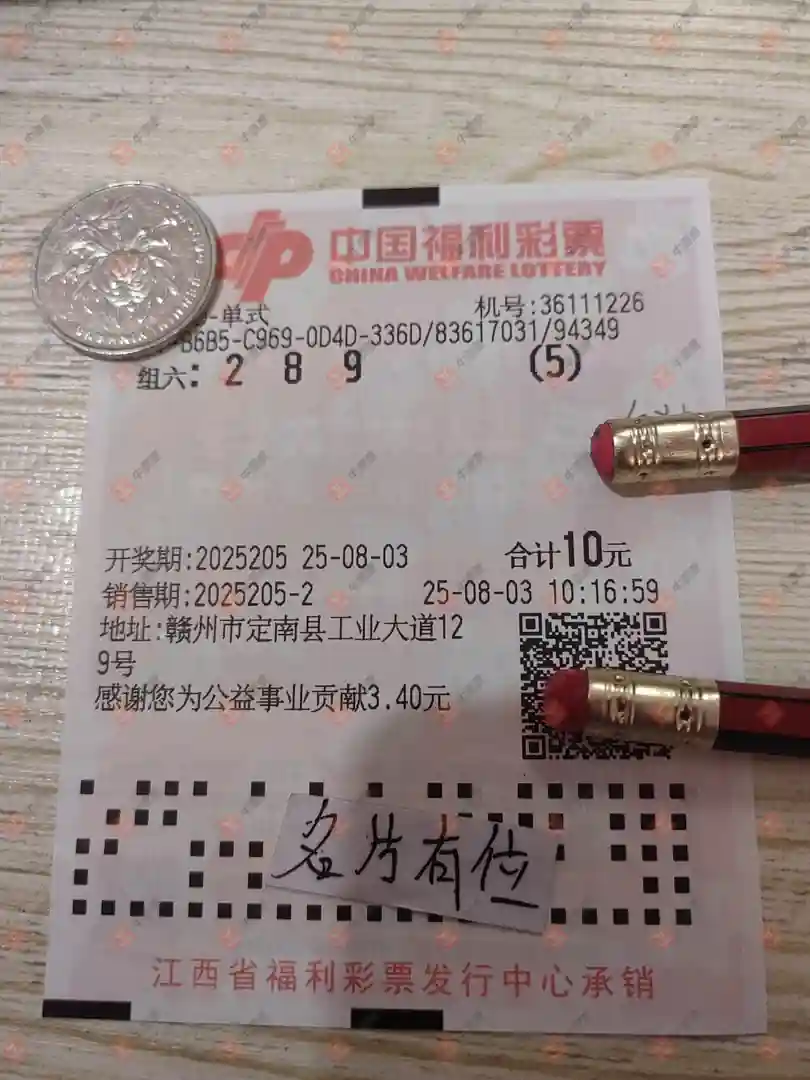 中国福利彩票
CHINA WELFARE LOTTERY
-单式 机号:36111226
-B6B5-C969-0D4D-336D/83617031/94349
组六: 2 8 9 (5)
开奖期:2025205 25-08-03 合计10元
销售期:2025205-2 25-08-03 10:16:59
地址:赣州市定南县工业大道12
9号
感谢您为公益事业贡献3.40元
名片有位
江西省福利彩票发行中心承销